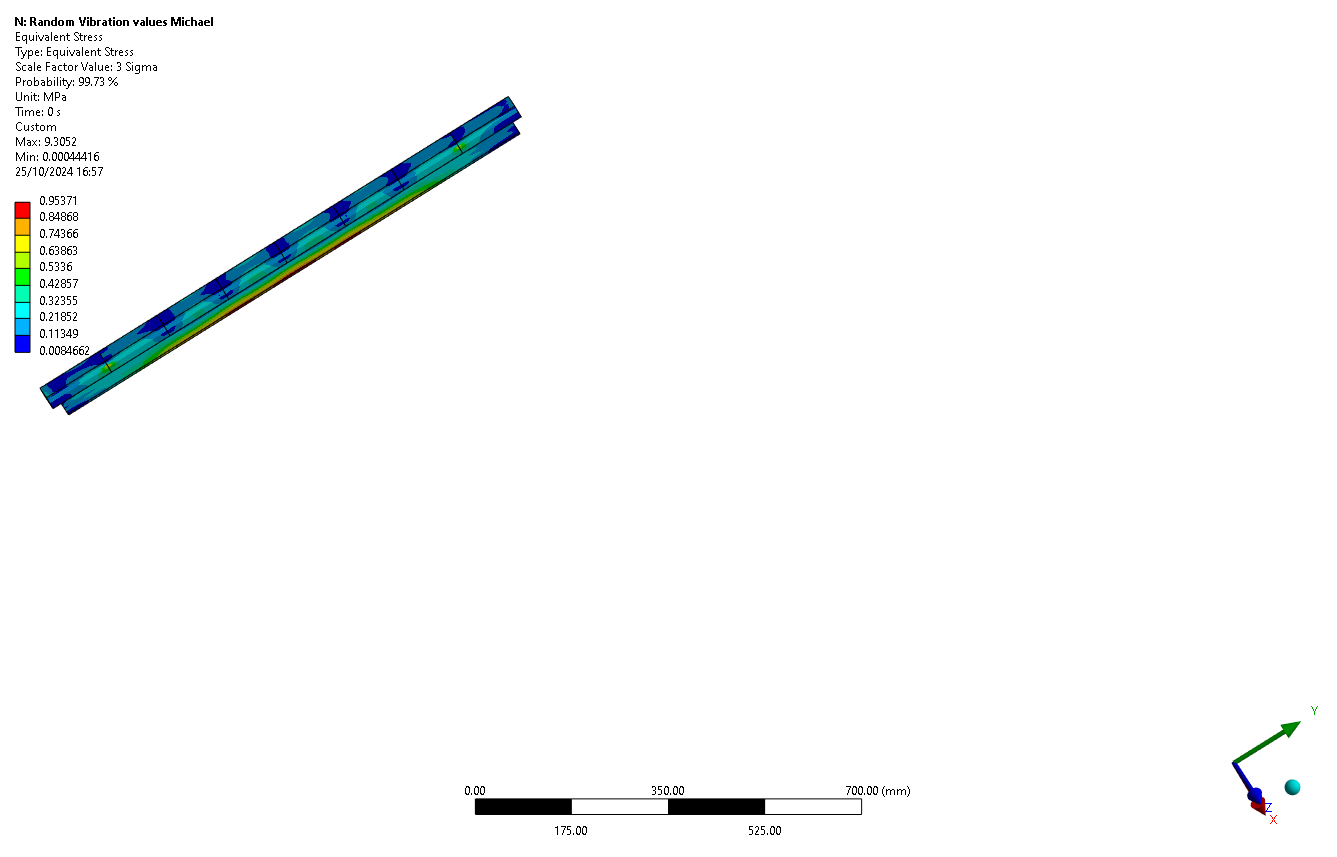 N: Random Vibration values Michael
Equivalent Stress
Type: Equivalent Stress
Scale Factor Value: 3 Sigma
Probability: 99.73 %
Unit: MPa
Time: 0 s
Custom
Max: 9.3052
Min: 0.00044416
25/10/2024 16:57
0.95371
0.84868
0.74366
0.63863
0.5336
0.42857
0.32355
0.21852
0.11349
0.0084662
Y
Z
X
0.00 350.00 700.00 (mm)
175.00 525.00